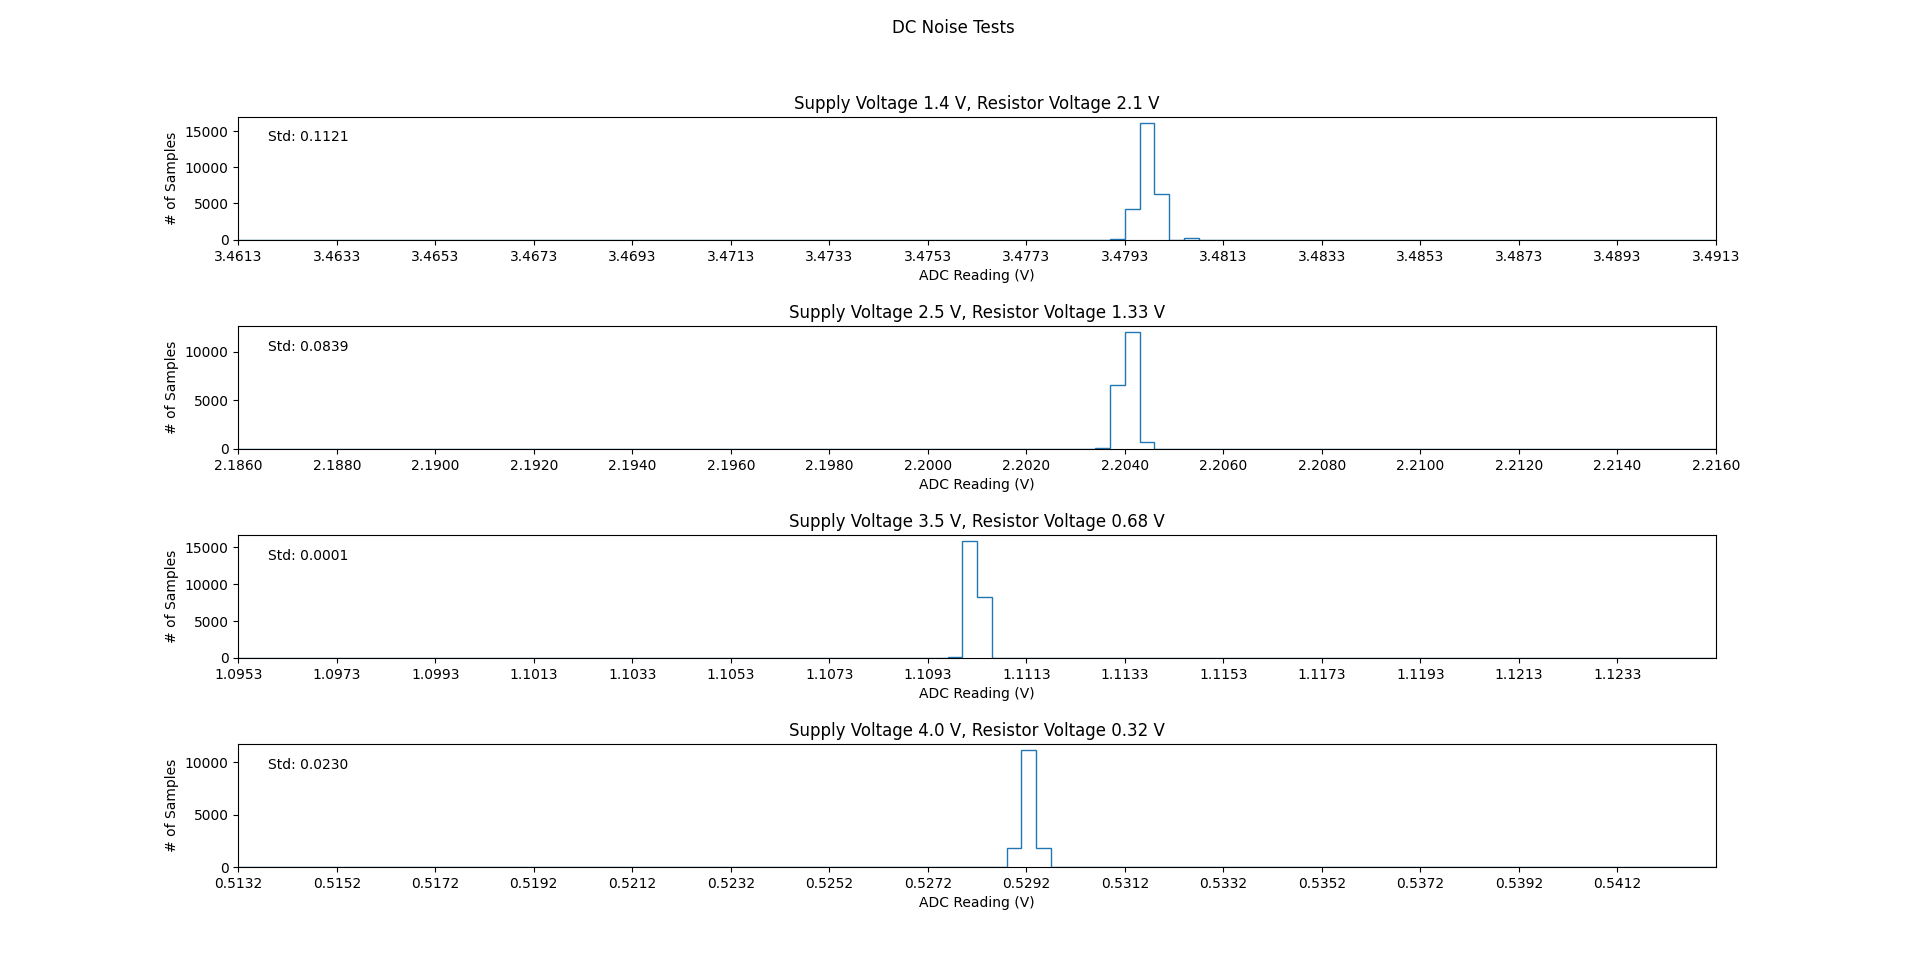 DC Noise Tests
Supply Voltage 1.4 V, Resistor Voltage 2.1 V
Std: 0.1121
# of Samples
15000
10000
5000
0
3.4613 3.4633 3.4653 3.4673 3.4693 3.4713 3.4733 3.4753 3.4773 3.4793 3.4813 3.4833 3.4853 3.4873 3.4893 3.4913
ADC Reading (V)
Supply Voltage 2.5 V, Resistor Voltage 1.33 V
Std: 0.0839
# of Samples
10000
5000
0
2.1860 2.1880 2.1900 2.1920 2.1940 2.1960 2.1980 2.2000 2.2020 2.2040 2.2060 2.2080 2.2100 2.2120 2.2140 2.2160
ADC Reading (V)
Supply Voltage 3.5 V, Resistor Voltage 0.68 V
Std: 0.0001
# of Samples
15000
10000
5000
0
1.0953 1.0973 1.0993 1.1013 1.1033 1.1053 1.1073 1.1093 1.1113 1.1133 1.1153 1.1173 1.1193 1.1213 1.1233
ADC Reading (V)
Supply Voltage 4.0 V, Resistor Voltage 0.32 V
Std: 0.0230
# of Samples
10000
5000
0
0.5132 0.5152 0.5172 0.5192 0.5212 0.5232 0.5252 0.5272 0.5292 0.5312 0.5332 0.5352 0.5372 0.5392 0.5412
ADC Reading (V)